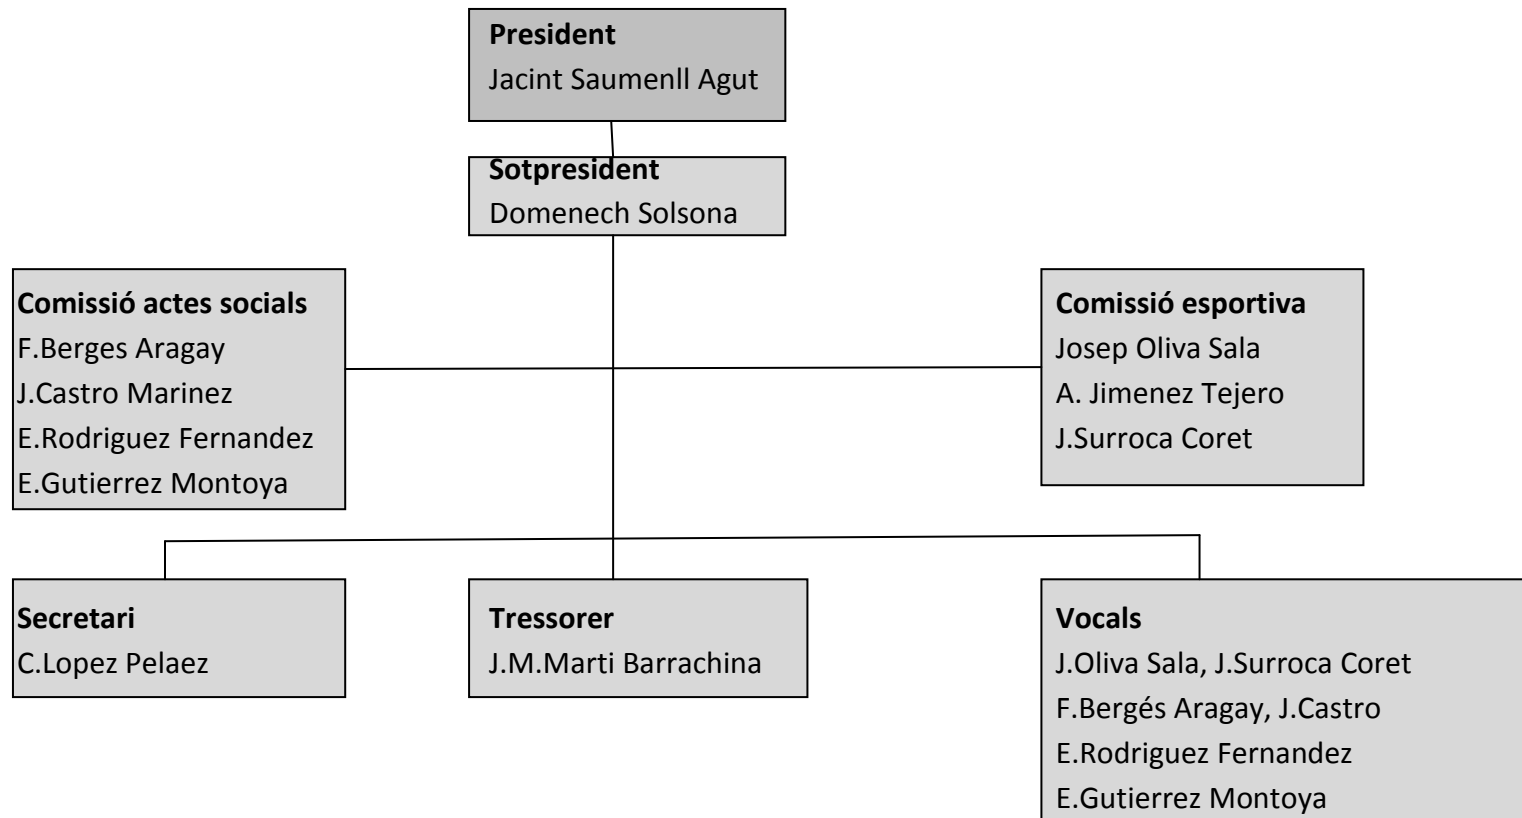 President
Jacint Saumenll Agut
Sotpresident
Domenech Solsona
Comissió actes socials
F.Berges Aragay
J.Castro Marinez
E.Rodriguez Fernandez
E.Gutierrez Montoya
Comissió esportiva
Josep Oliva Sala
A. Jimenez Tejero
J.Surroca Coret
Secretari
C.Lopez Pelaez
Tressorer
J.M.Marti Barrachina
Vocals
J.Oliva Sala, J.Surroca Coret
F.Bergés Aragay, J.Castro
E.Rodriguez Fernandez
E.Gutierrez Montoya